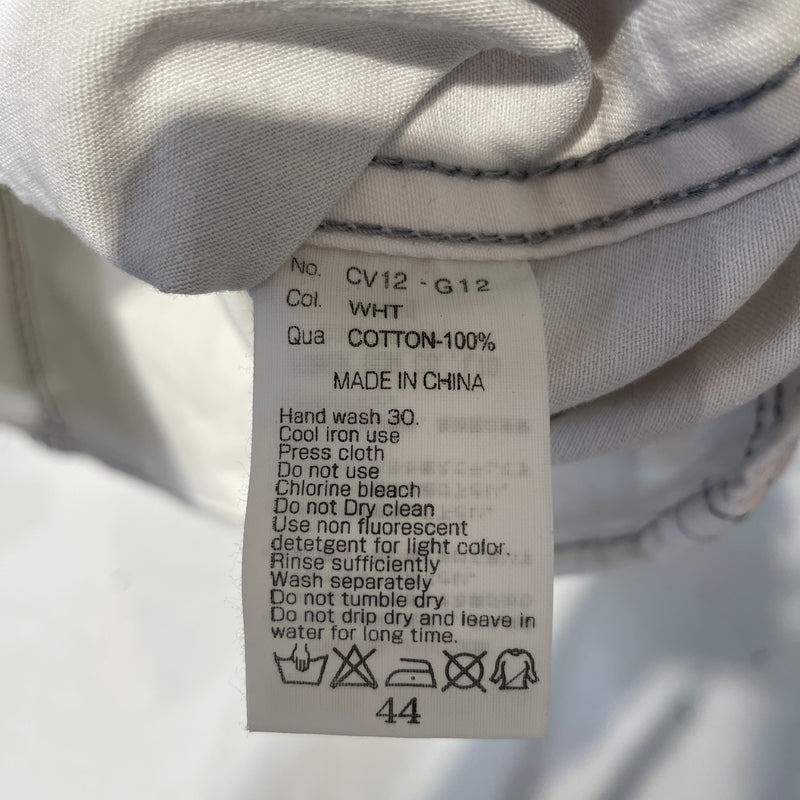 No. CV12-G12
Col. WHT
Qua COTTON-100%
MADE IN CHINA
Hand wash 30.
Cool iron use
Press cloth
Do not use
Chlorine bleach
Do not Dry clean
Use non fluorescent
detetgent for light color.
Rinse sufficiently
Wash separately
Do not tumble dry
Do not drip dry and leave in
water for long time.
44